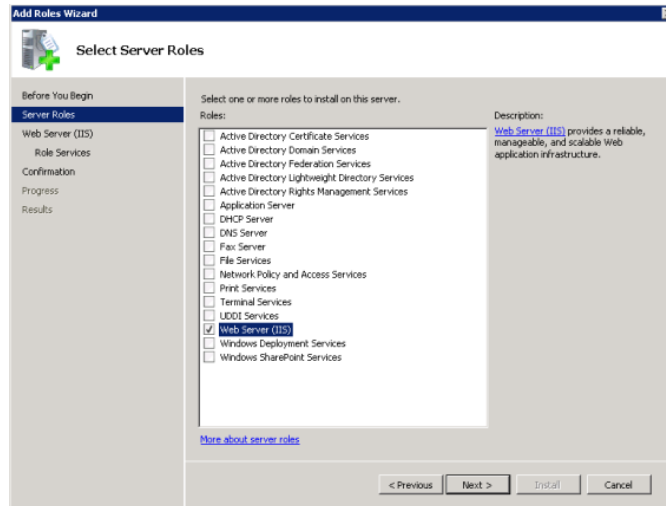 Add Roles Wizard
Select Server Roles
Before You Begin
Server Roles
Web Server (IIS)
Role Services
Confirmation
Progress
Results
Select one or more roles to install on this server.
Roles:
Active Directory Certificate Services
Active Directory Domain Services
Active Directory Federation Services
Active Directory Lightweight Directory Services
Active Directory Rights Management Services
Application Server
DHCP Server
DNS Server
Fax Server
File Services
Network Policy and Access Services
Print Services
Terminal Services
UDDI Services
Web Server (IIS)
Windows Deployment Services
Windows SharePoint Services
More about server roles
Description:
Web Server (IIS) provides a reliable,
manageable, and scalable Web
application infrastructure.
< Previous
Next >
Install
Cancel